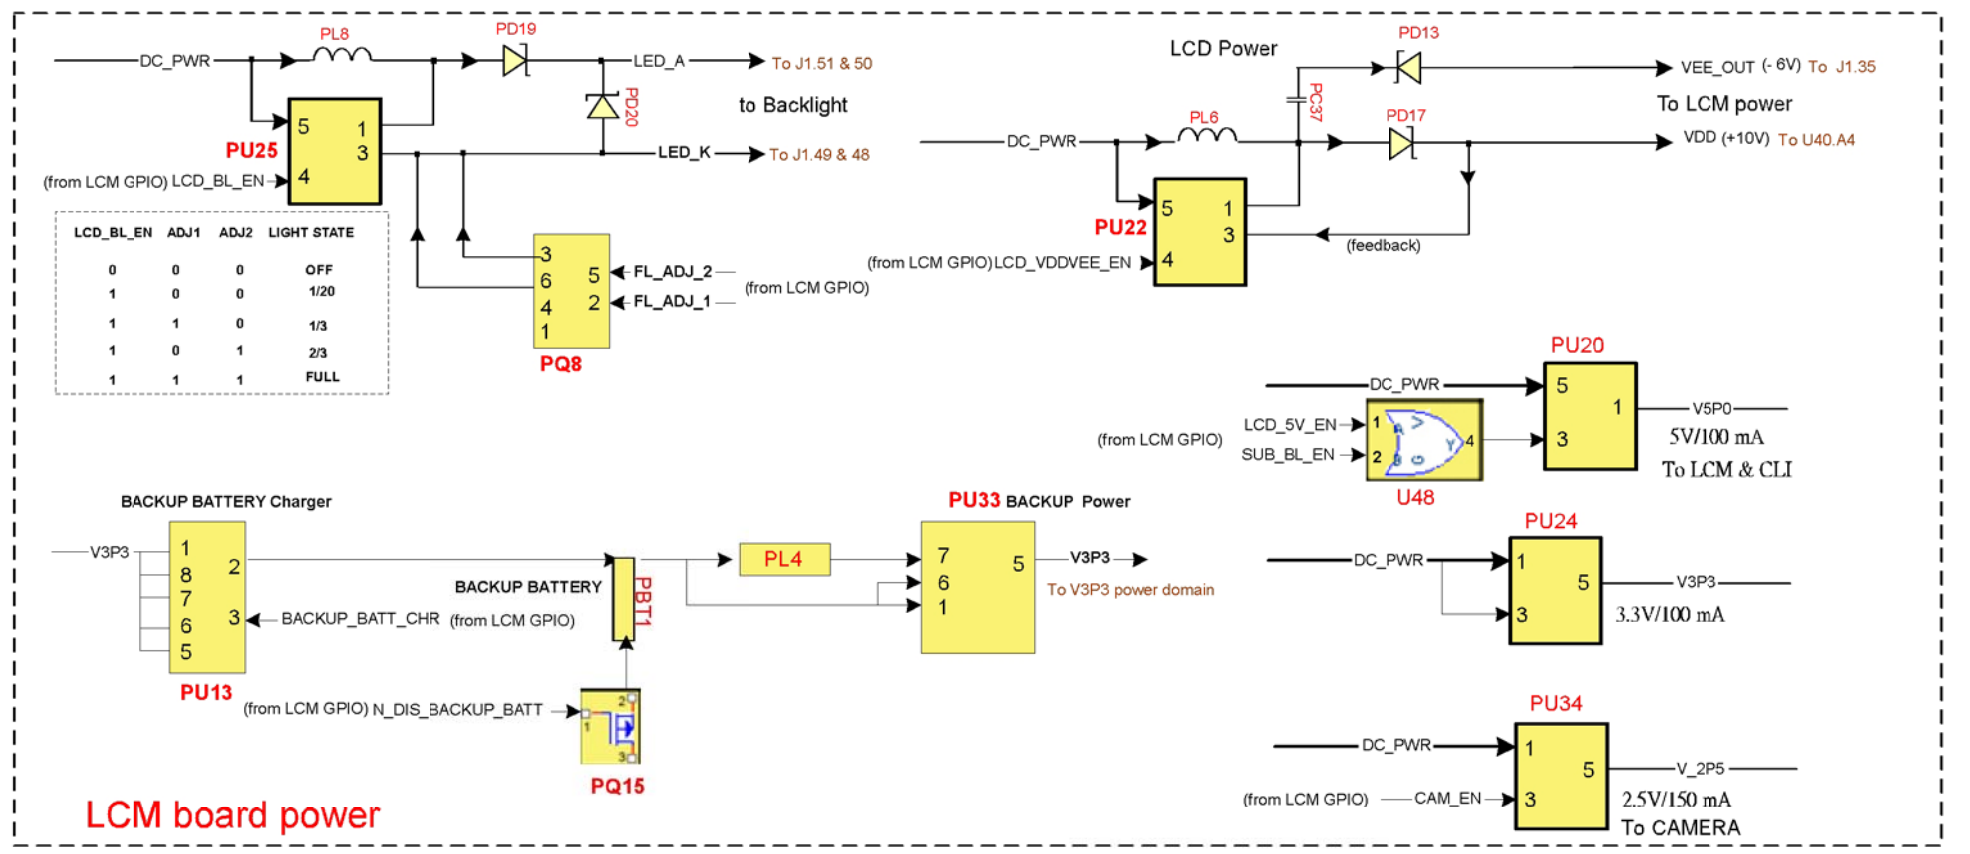 PL8
PD19
DC_PWR
LED_A
To J1.51 & 50
PD20
to Backlight
5
1
3
4
PU25
LED_K
To J1.49 & 48
(from LCM GPIO) LCD_BL_EN
LCD_BL_EN ADJ1 ADJ2 LIGHT STATE
0 0 0 OFF
1 0 0 1/20
1 1 0 1/3
1 0 1 2/3
1 1 1 FULL
3
6
4
1
5
2
FL_ADJ_2
FL_ADJ_1
(from LCM GPIO)
PQ8
LCD Power
PD13
VEE_OUT (- 6V) To J1.35
PC37
To LCM power
PL6
PD17
DC_PWR
VDD (+10V) To U40.A4
5
1
3
4
PU22
(feedback)
(from LCM GPIO) LCD_VDDVEE_EN
PU20
DC_PWR
5
1
3
V5P0
5V/100 mA
To LCM & CLI
(from LCM GPIO)
LCD_5V_EN
SUB_BL_EN
1
2
A
B
V
G
Y
4
U48
BACKUP BATTERY Charger
V3P3
1
8
7
6
5
2
3
PU13
BACKUP_BATT_CHR (from LCM GPIO)
BACKUP BATTERY
PBT1
(from LCM GPIO) N_DIS_BACKUP_BATT
1
2
3
PQ15
PL4
PU33 BACKUP Power
7
6
1
5
V3P3
To V3P3 power domain
PU24
DC_PWR
1
3
5
V3P3
3.3V/100 mA
PU34
DC_PWR
1
3
5
V_2P5
(from LCM GPIO) CAM_EN
2.5V/150 mA
To CAMERA
LCM board power